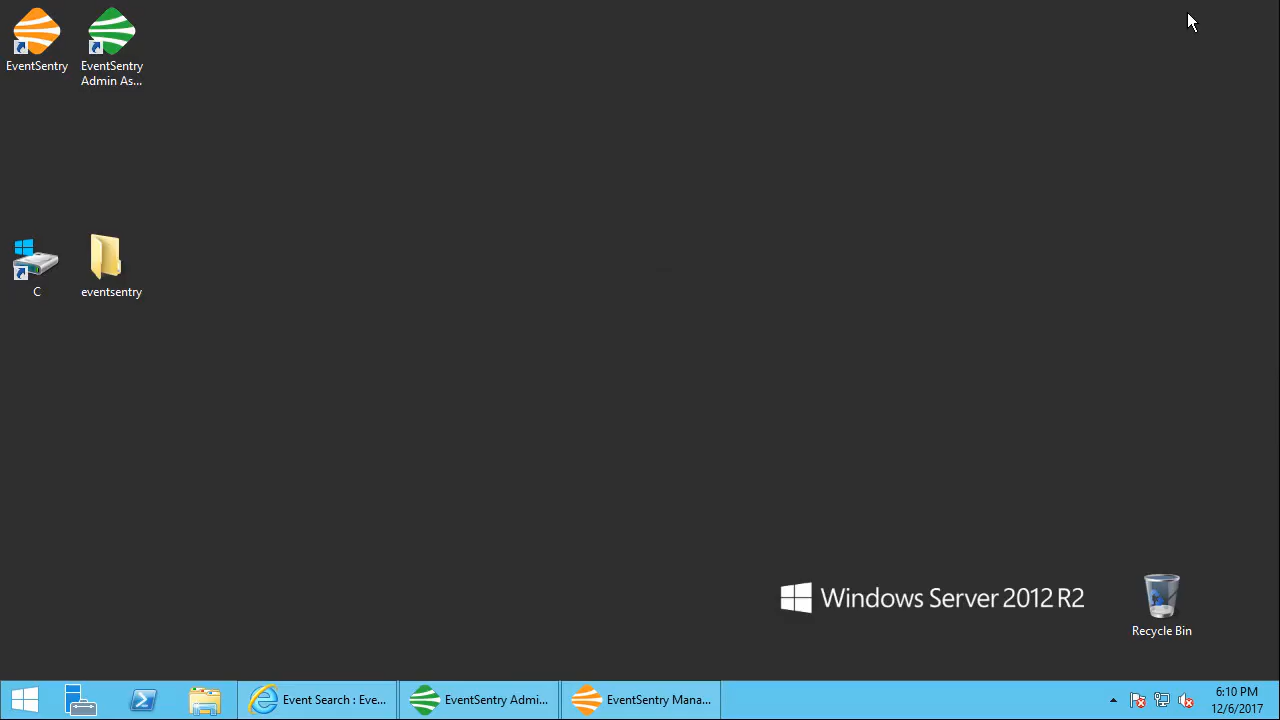 EventSentry
EventSentry
Admin As...
C
eventsentry
Windows Server 2012 R2
Recycle Bin
Event Search : Eve...
EventSentry Admi...
EventSentry Mana...
6:10 PM
12/6/2017